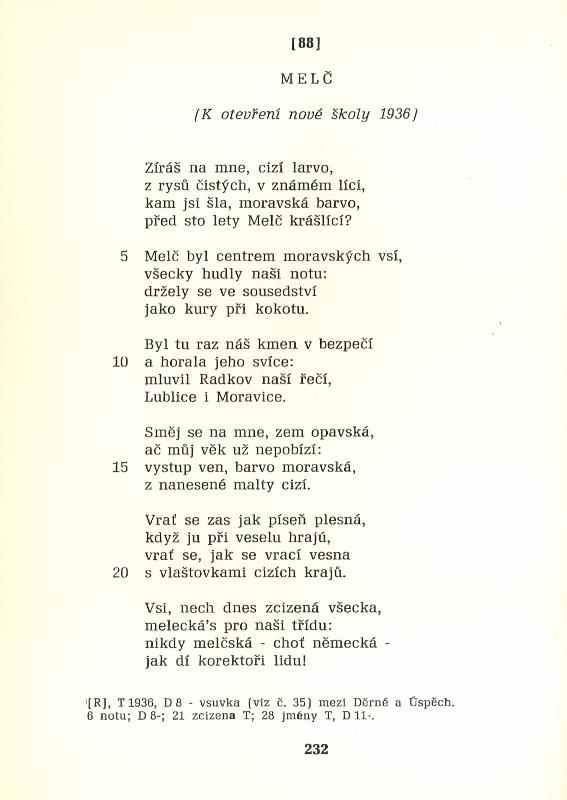 [88]
MELČ
(K otevření nové školy 1936)
Zíráš na mne, cizí larvo,
z rysů čistých, v známém líci,
kam jsi šla, moravská barvo,
před sto lety Melč krášlící?
5 Melč byl centrem moravských vsí,
všecky hudly naši notu:
držely se ve sousedství
jako kury při kokotu.
Byl tu raz náš kmen v bezpečí
10 a horala jeho svíce:
mluvil Radkov naší řečí,
Lublice i Moravice.
Směj se na mne, zem opavská,
ač můj věk už nepobízí:
15 vystup ven, barvo moravská,
z nanesené malty cizí.
Vrať se zas jak píseň plesná,
když ju při veselu hrajú,
vrať se, jak se vrací vesna
20 s vlaštovkami cizích krajů.
Vsi, nech dnes zcizená všecka,
melecká's pro naši třídu:
nikdy melčská - choť německá -
jak dí korektoři lidu!
[R], T 1936, D 8 - vsuvka (viz č. 35) mezi Děrné a Úspěch.
6 notu; D 8-; 21 zcizena T; 28 jmény T, D 11-.
232